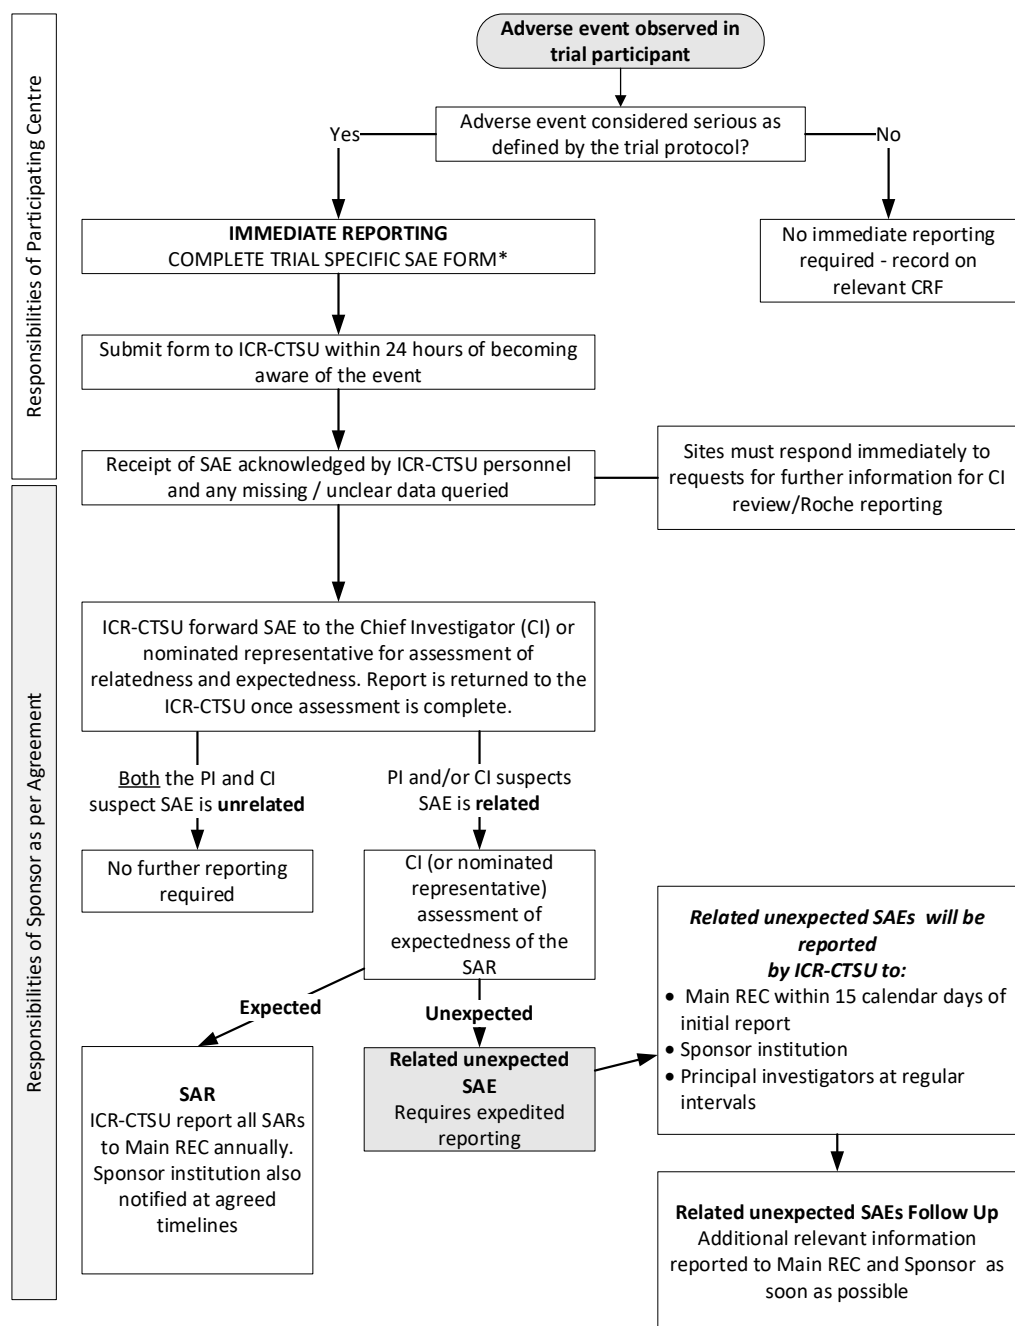 Responsibilities of Participating Centre
Adverse event observed in
trial participant
Adverse event considered serious as
defined by the trial protocol?
Yes
No
IMMEDIATE REPORTING
COMPLETE TRIAL SPECIFIC SAE FORM*
No immediate reporting
required - record on
relevant CRF
Submit form to ICR-CTSU within 24 hours of becoming
aware of the event
Receipt of SAE acknowledged by ICR-CTSU personnel
and any missing / unclear data queried
Sites must respond immediately to
requests for further information for CI
review/Roche reporting
Responsibilities of Sponsor as per Agreement
ICR-CTSU forward SAE to the Chief Investigator (CI) or
nominated representative for assessment of
relatedness and expectedness. Report is returned to the
ICR-CTSU once assessment is complete.
Both the PI and CI
suspect SAE is unrelated
PI and/or CI suspects
SAE is related
No further reporting
required
CI (or nominated
representative)
assessment of
expectedness of the
SAR
Expected
Unexpected
SAR
ICR-CTSU report all SARs
to Main REC annually.
Sponsor institution also
notified at agreed
timelines
Related unexpected
SAE
Requires expedited
reporting
Related unexpected SAEs will be
reported
by ICR-CTSU to:
• Main REC within 15 calendar days of
initial report
• Sponsor institution
• Principal investigators at regular
intervals
Related unexpected SAEs Follow Up
Additional relevant information
reported to Main REC and Sponsor as
soon as possible